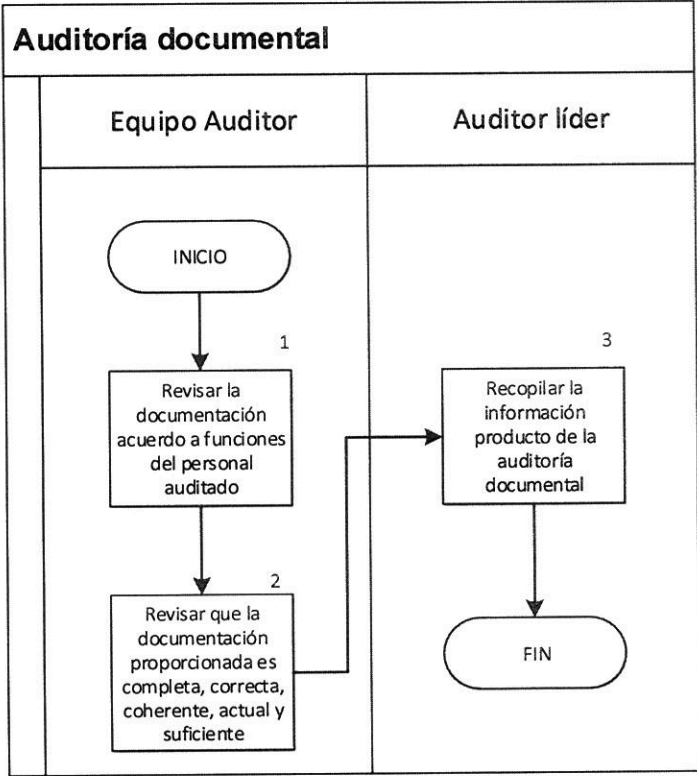 Auditoría documental
Equipo Auditor
Auditor líder
INICIO
1
Revisar la
documentación
acuerdo a funciones
del personal
auditado
2
Revisar que la
documentación
proporcionada es
completa, correcta,
coherente, actual y
suficiente
3
Recopilar la
información
producto de la
auditoría
documental
FIN